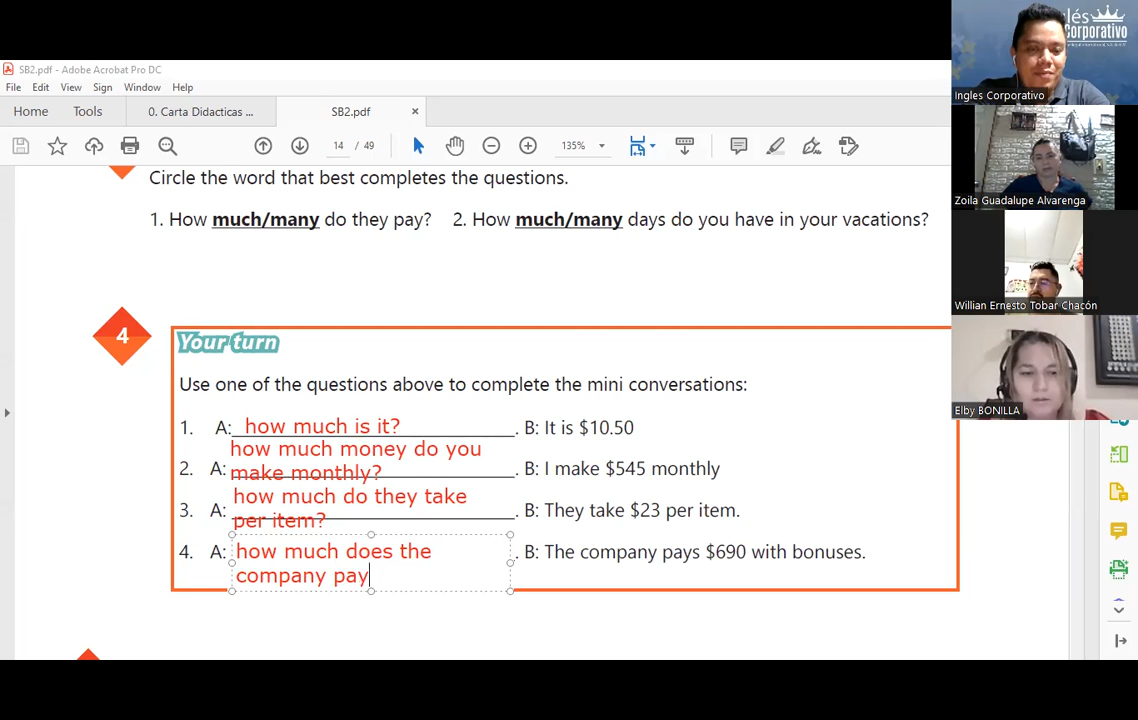 SB2.pdf - Adobe Acrobat Pro DC
File Edit View Sign Window Help
Home Tools 0. Carta Didacticas ... SB2.pdf ×
14 / 49 135%
Circle the word that best completes the questions.
1. How much/many do they pay? 2. How much/many days do you have in your vacations?
4
Your turn
Use one of the questions above to complete the mini conversations:
1. A: how much is it? . B: It is $10.50
how much money do you
2. A: make monthly? . B: I make $545 monthly
how much do they take
3. A: per item? . B: They take $23 per item.
4. A: how much does the . B: The company pays $690 with bonuses.
company pay
lés
Corporativo
Ingles Corporativo
Zoila Guadalupe Alvarenga
Willian Ernesto Tobar Chacón
Elby BONILLA